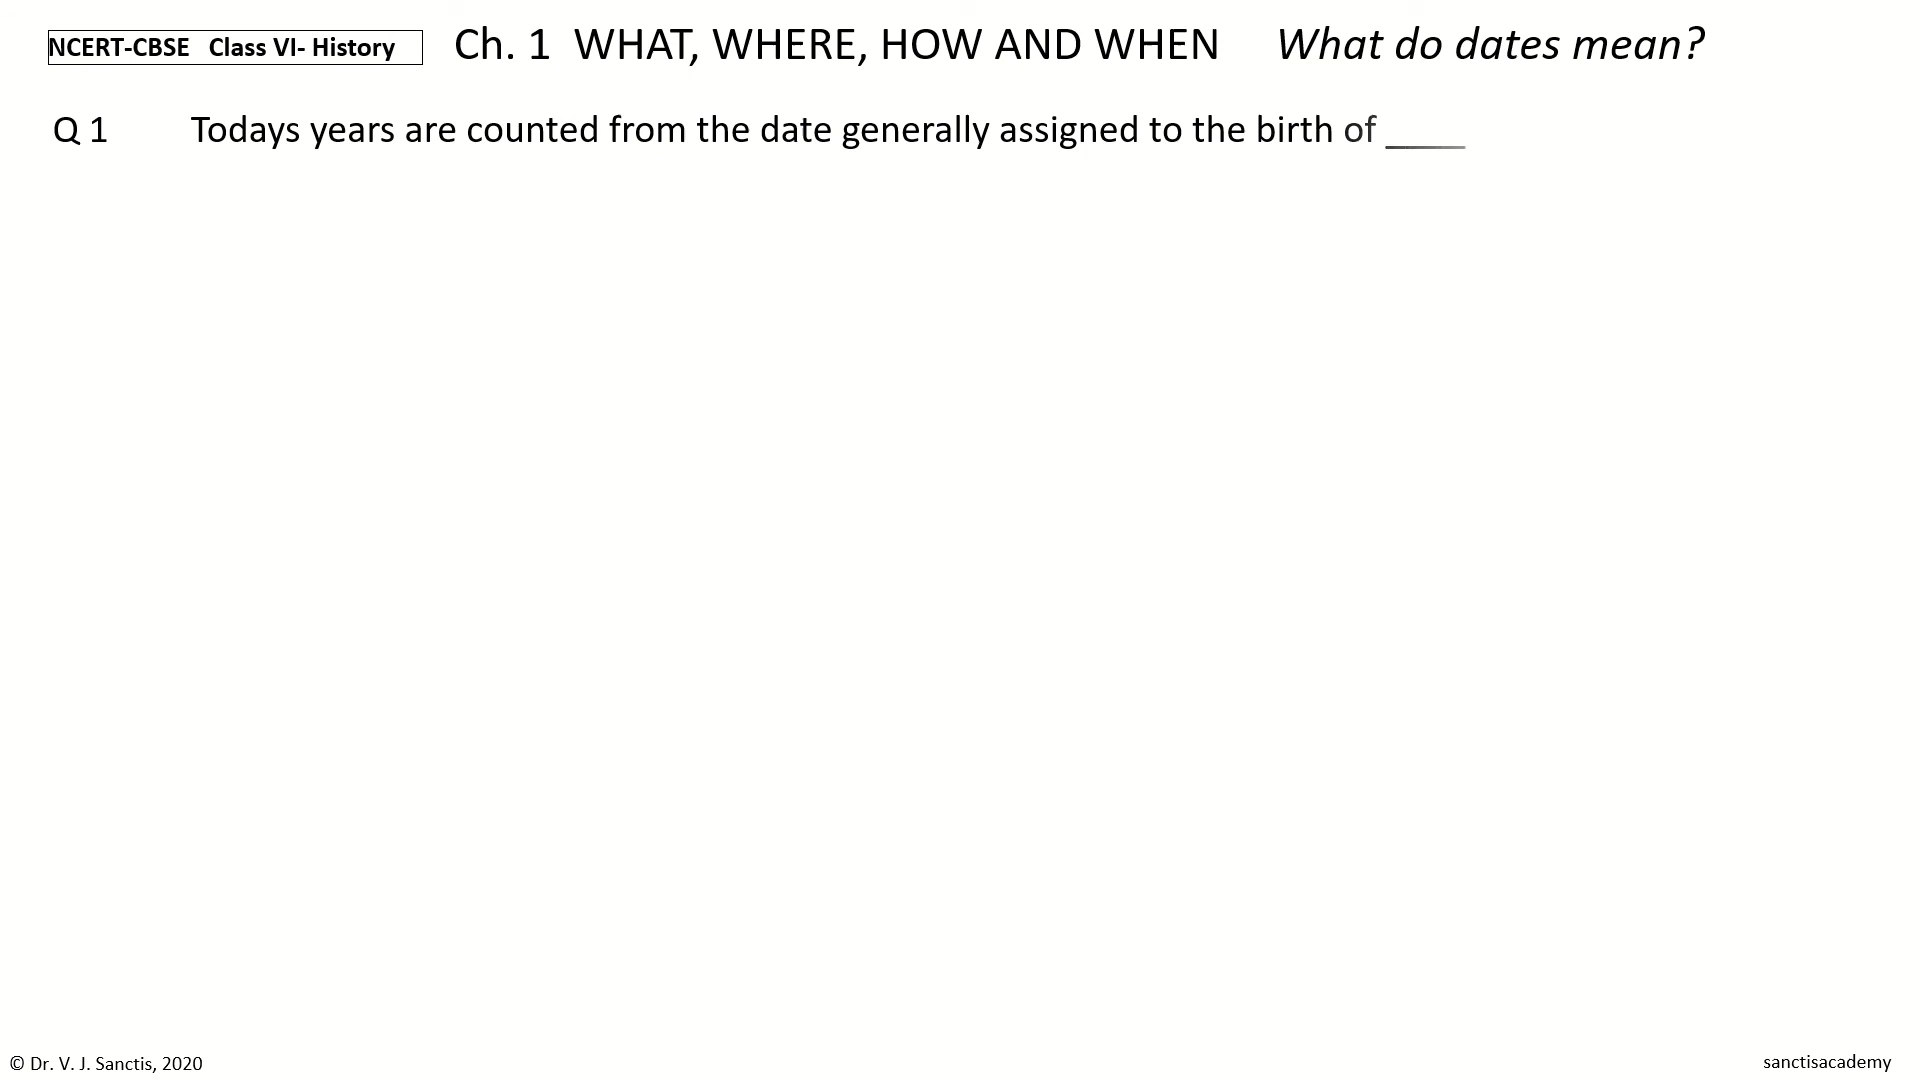 NCERT-CBSE Class VI- History Ch. 1 WHAT, WHERE, HOW AND WHEN What do dates mean?
Q 1 Todays years are counted from the date generally assigned to the birth of _____
© Dr. V. J. Sanctis, 2020 sanctisacademy